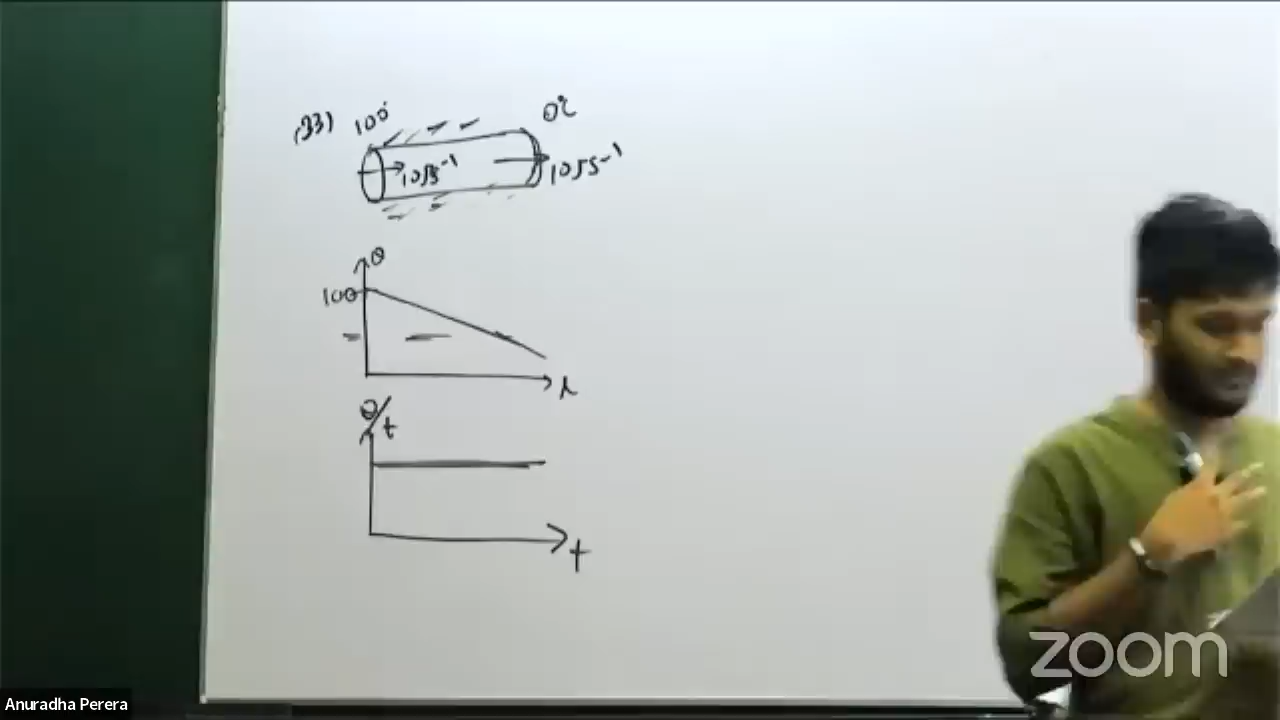 (33) 100° 0°c
10Js⁻¹ 10Js⁻¹
θ
100
l
Q/t
t
zoom
Anuradha Perera